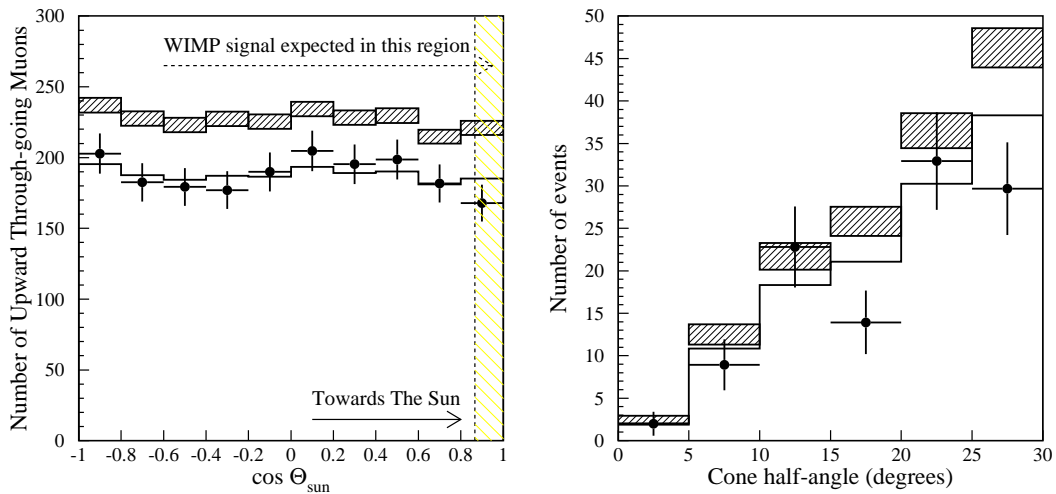 Number of Upward Through-going Muons
300
250
200
150
100
50
0
WIMP signal expected in this region
Towards The Sun
-1 -0.8 -0.6 -0.4 -0.2 0 0.2 0.4 0.6 0.8 1
cos Θsun
Number of events
50
45
40
35
30
25
20
15
10
5
0
0 5 10 15 20 25 30
Cone half-angle (degrees)